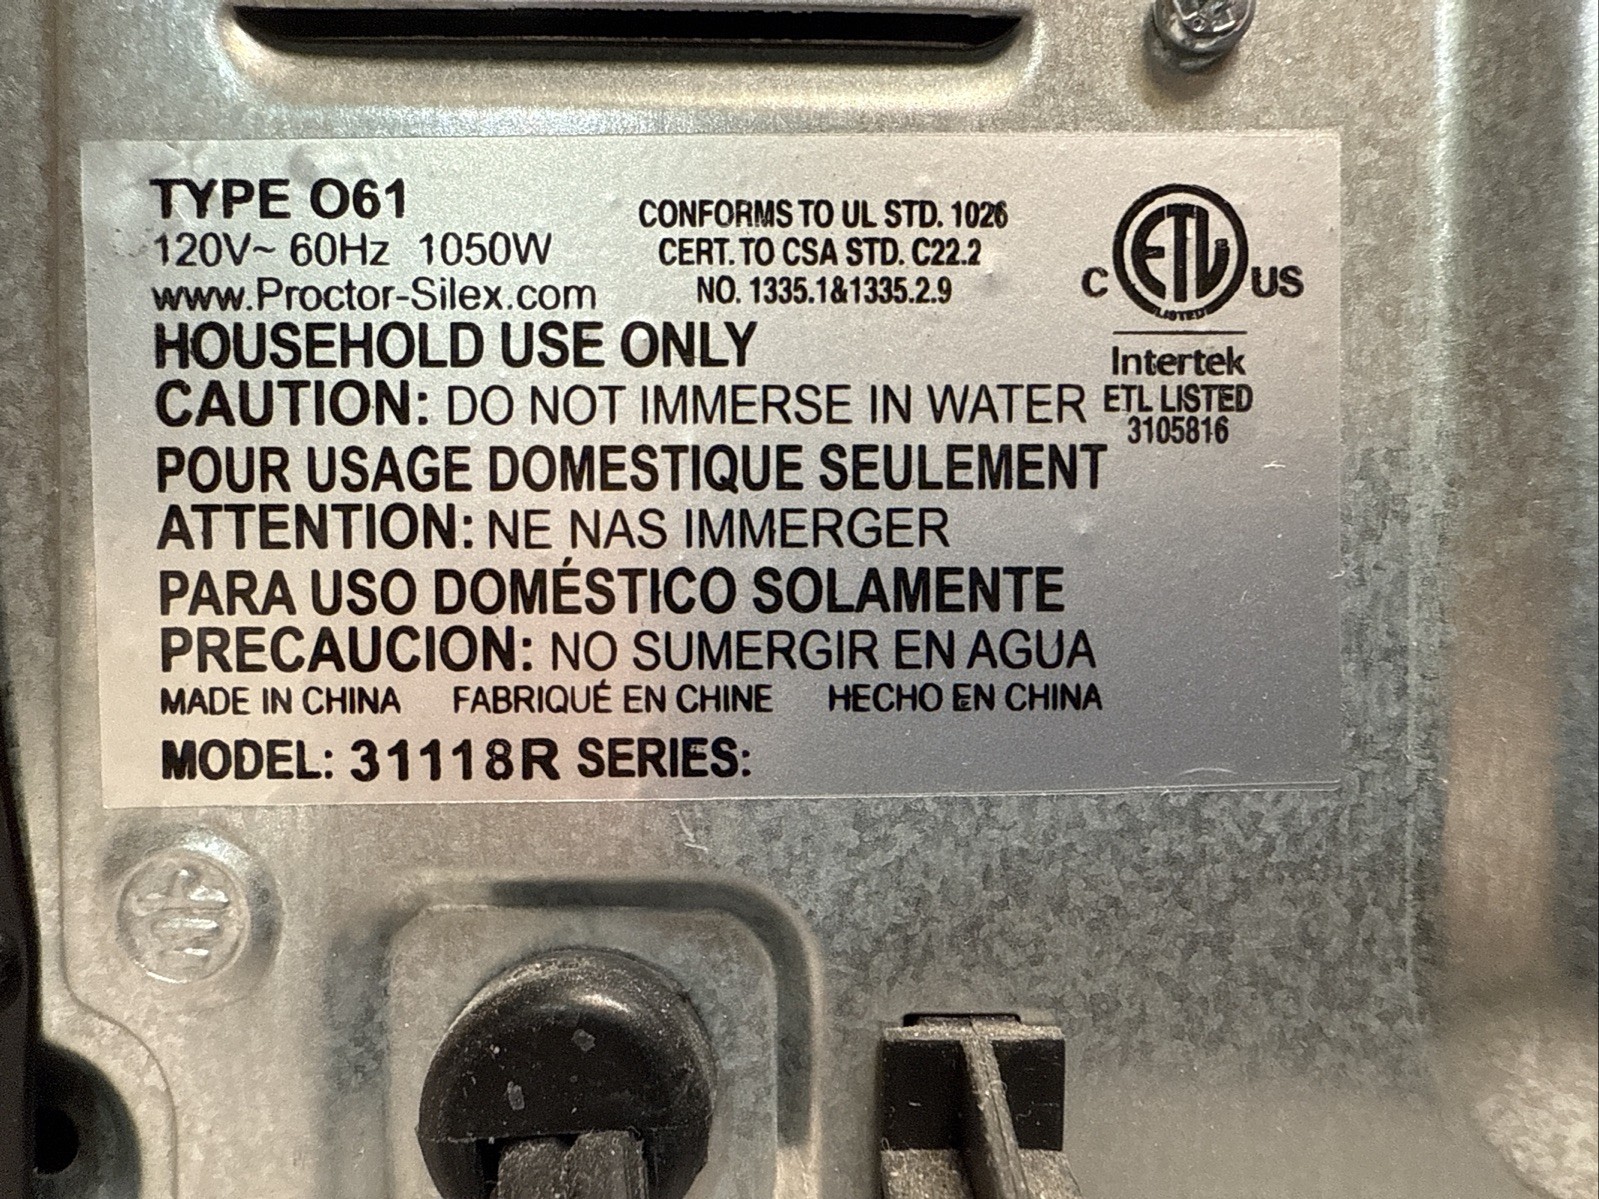 TYPE O61
120V~ 60Hz 1050W
www.Proctor-Silex.com
CONFORMS TO UL STD. 1026
CERT. TO CSA STD. C22.2
NO. 1335.1&1335.2.9
HOUSEHOLD USE ONLY
CAUTION: DO NOT IMMERSE IN WATER
POUR USAGE DOMESTIQUE SEULEMENT
ATTENTION: NE NAS IMMERGER
PARA USO DOMÉSTICO SOLAMENTE
PRECAUCION: NO SUMERGIR EN AGUA
MADE IN CHINA FABRIQUÉ EN CHINE HECHO EN CHINA
MODEL: 31118R SERIES:
C ETL US
LISTED
Intertek
ETL LISTED
3105816